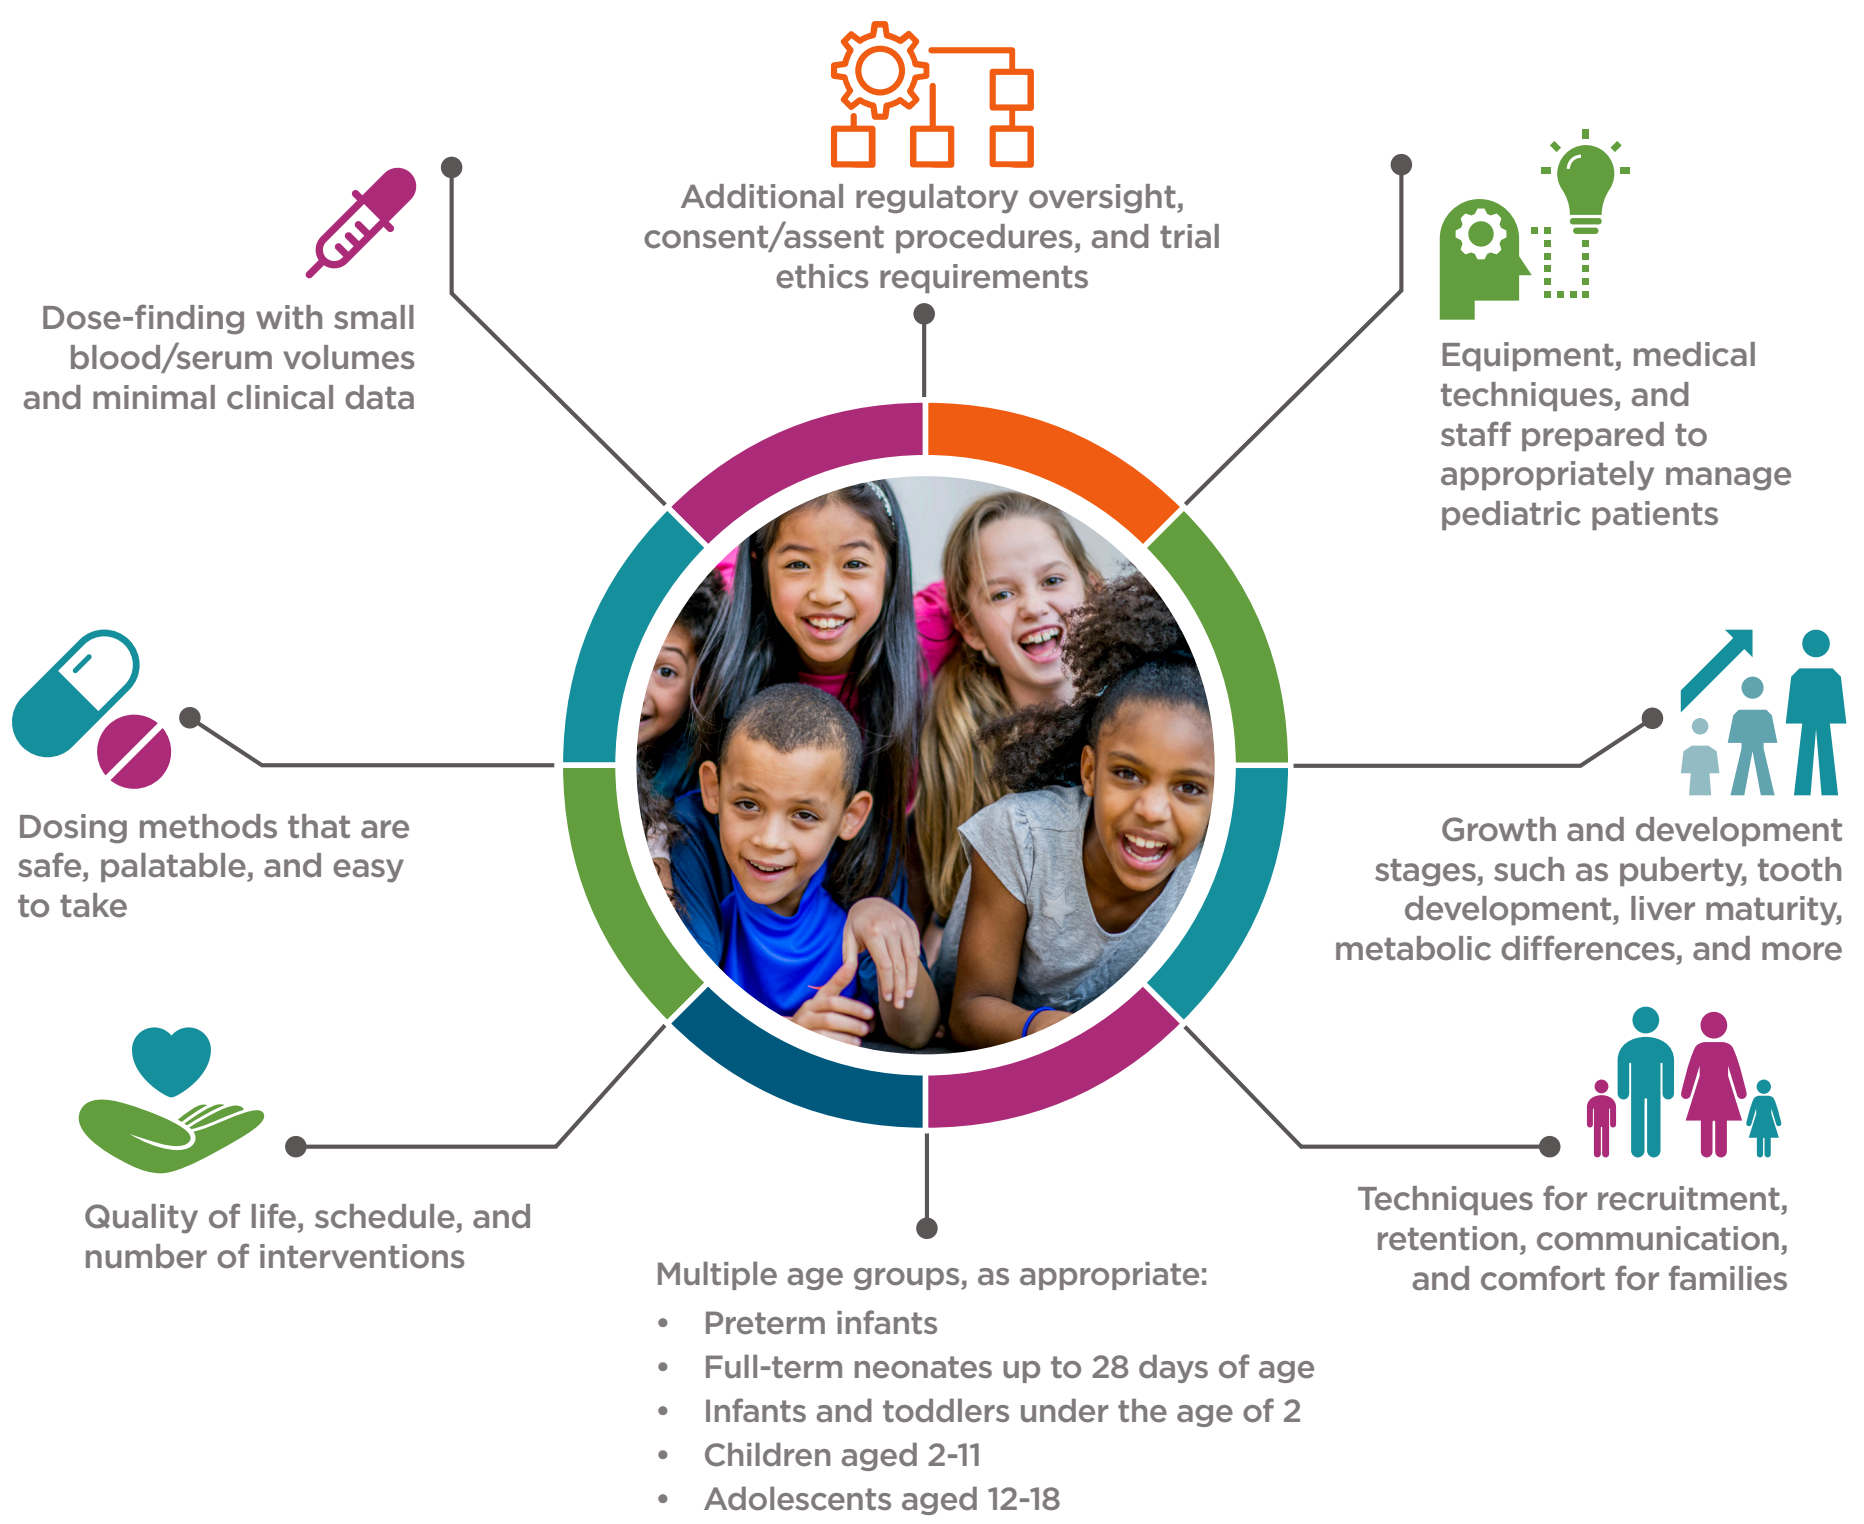 Additional regulatory oversight,
consent/assent procedures, and trial
ethics requirements
Dose-finding with small
blood/serum volumes
and minimal clinical data
Equipment, medical
techniques, and
staff prepared to
appropriately manage
pediatric patients
Dosing methods that are
safe, palatable, and easy
to take
Growth and development
stages, such as puberty, tooth
development, liver maturity,
metabolic differences, and more
Quality of life, schedule, and
number of interventions
Techniques for recruitment,
retention, communication,
and comfort for families
Multiple age groups, as appropriate:
• Preterm infants
• Full-term neonates up to 28 days of age
• Infants and toddlers under the age of 2
• Children aged 2-11
• Adolescents aged 12-18